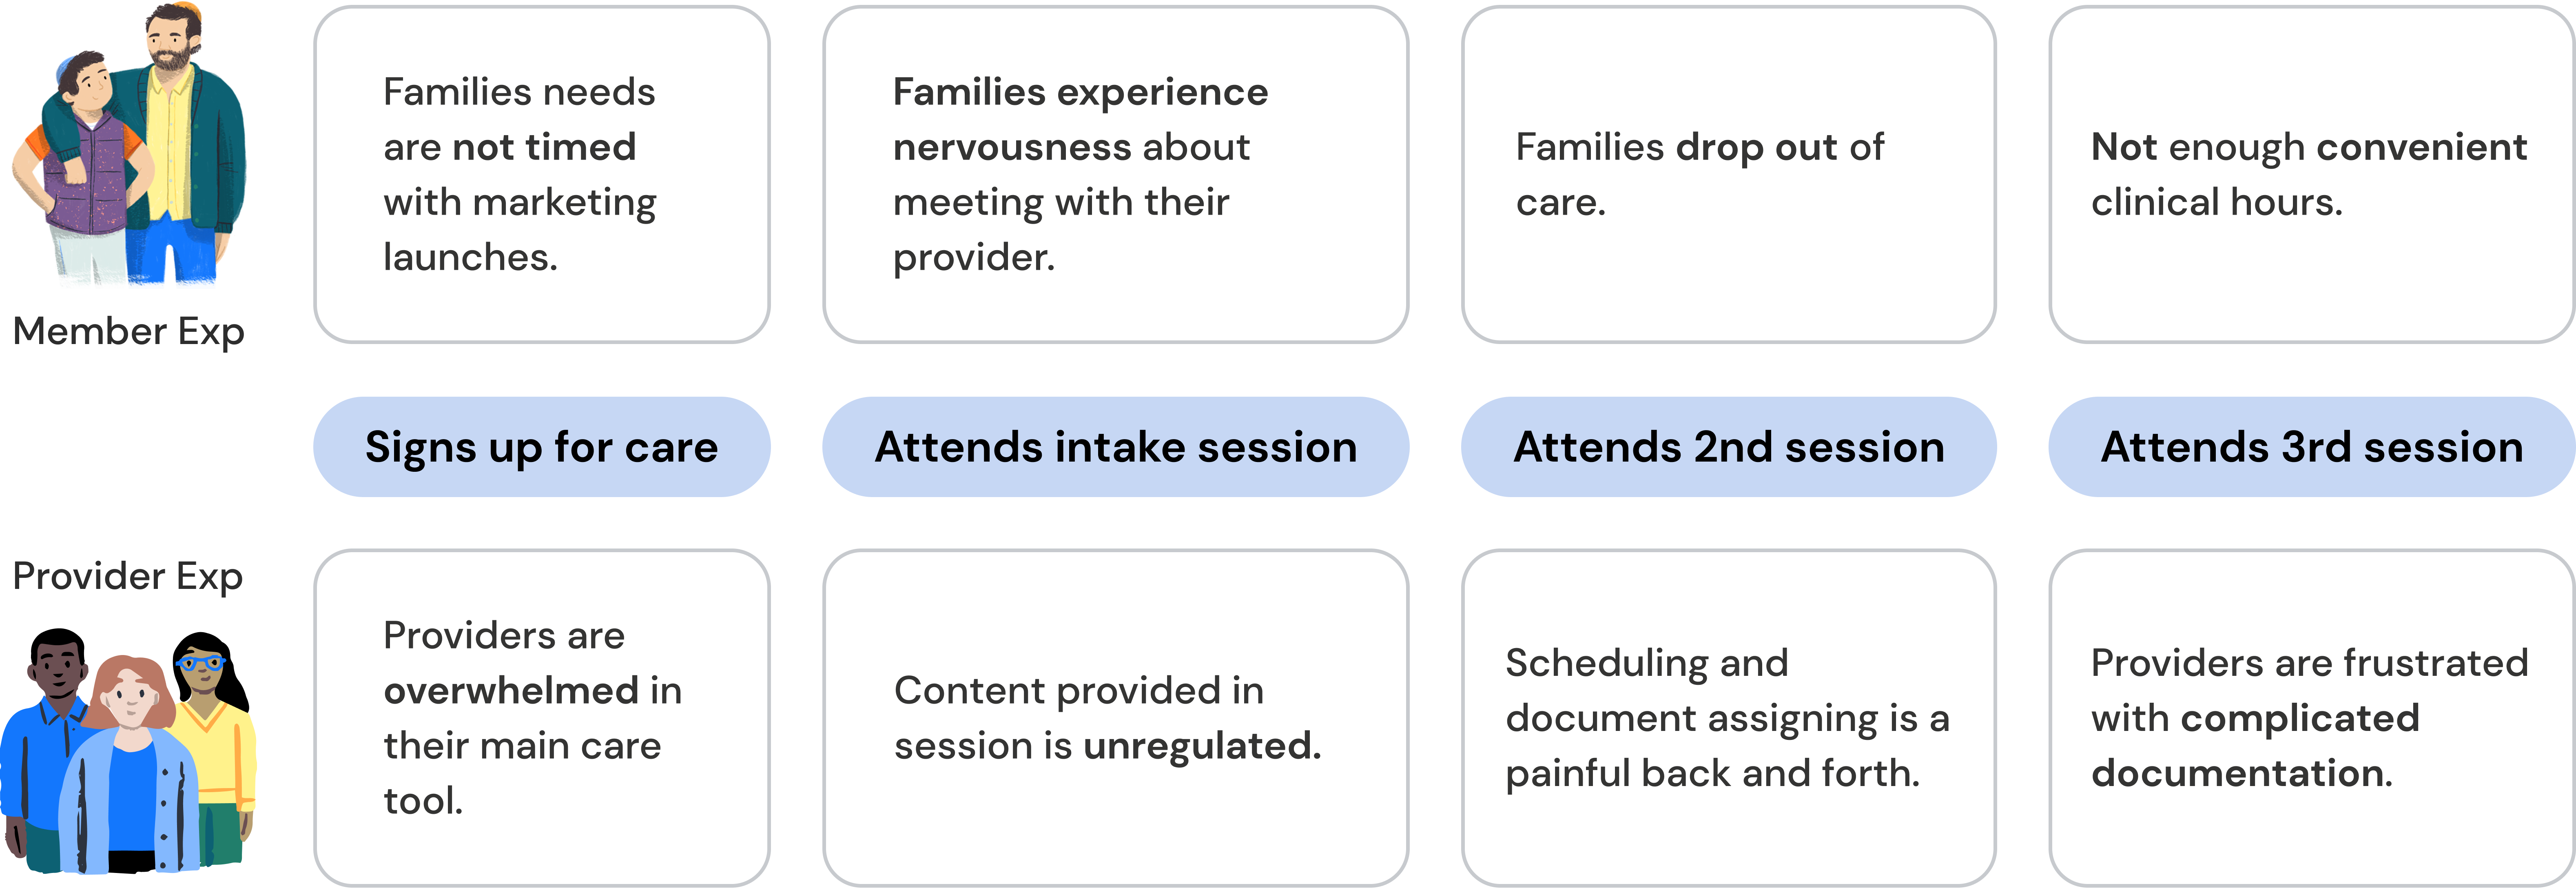 Families needs
are not timed
with marketing
launches.
Families experience
nervousness about
meeting with their
provider.
Families drop out of
care.
Not enough convenient
clinical hours.
Member Exp
Signs up for care
Attends intake session
Attends 2nd session
Attends 3rd session
Provider Exp
Providers are
overwhelmed in
their main care
tool.
Content provided in
session is unregulated.
Scheduling and
document assigning is a
painful back and forth.
Providers are frustrated
with complicated
documentation.